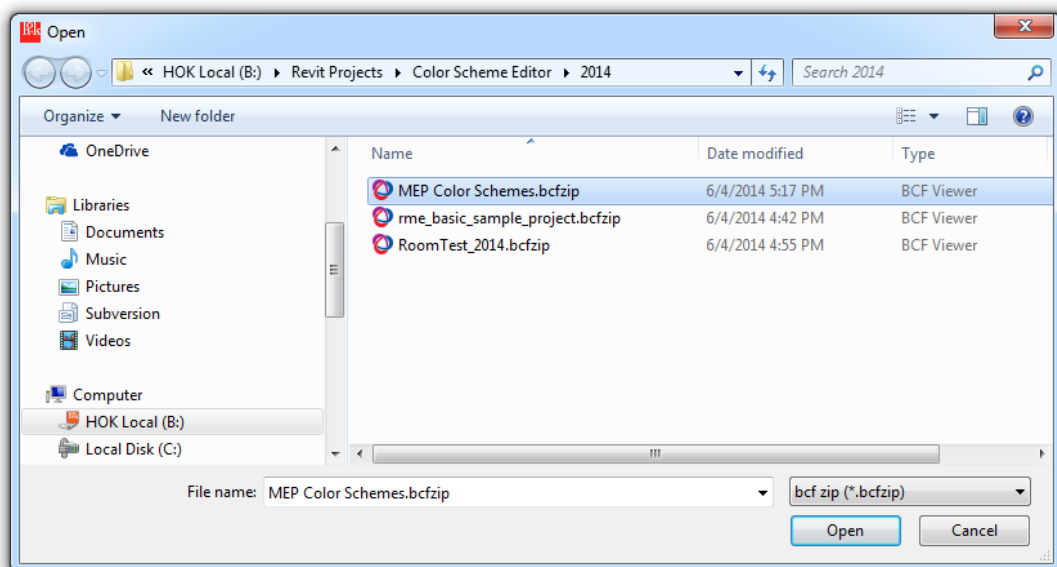 Open
« HOK Local (B:) ▸ Revit Projects ▸ Color Scheme Editor ▸ 2014
Search 2014
Organize New folder
OneDrive
Libraries
Documents
Music
Pictures
Subversion
Videos
Computer
HOK Local (B:)
Local Disk (C:)
Name Date modified Type
MEP Color Schemes.bcfzip 6/4/2014 5:17 PM BCF Viewer
rme_basic_sample_project.bcfzip 6/4/2014 4:42 PM BCF Viewer
RoomTest_2014.bcfzip 6/4/2014 4:55 PM BCF Viewer
File name: MEP Color Schemes.bcfzip bcf zip (*.bcfzip)
Open Cancel